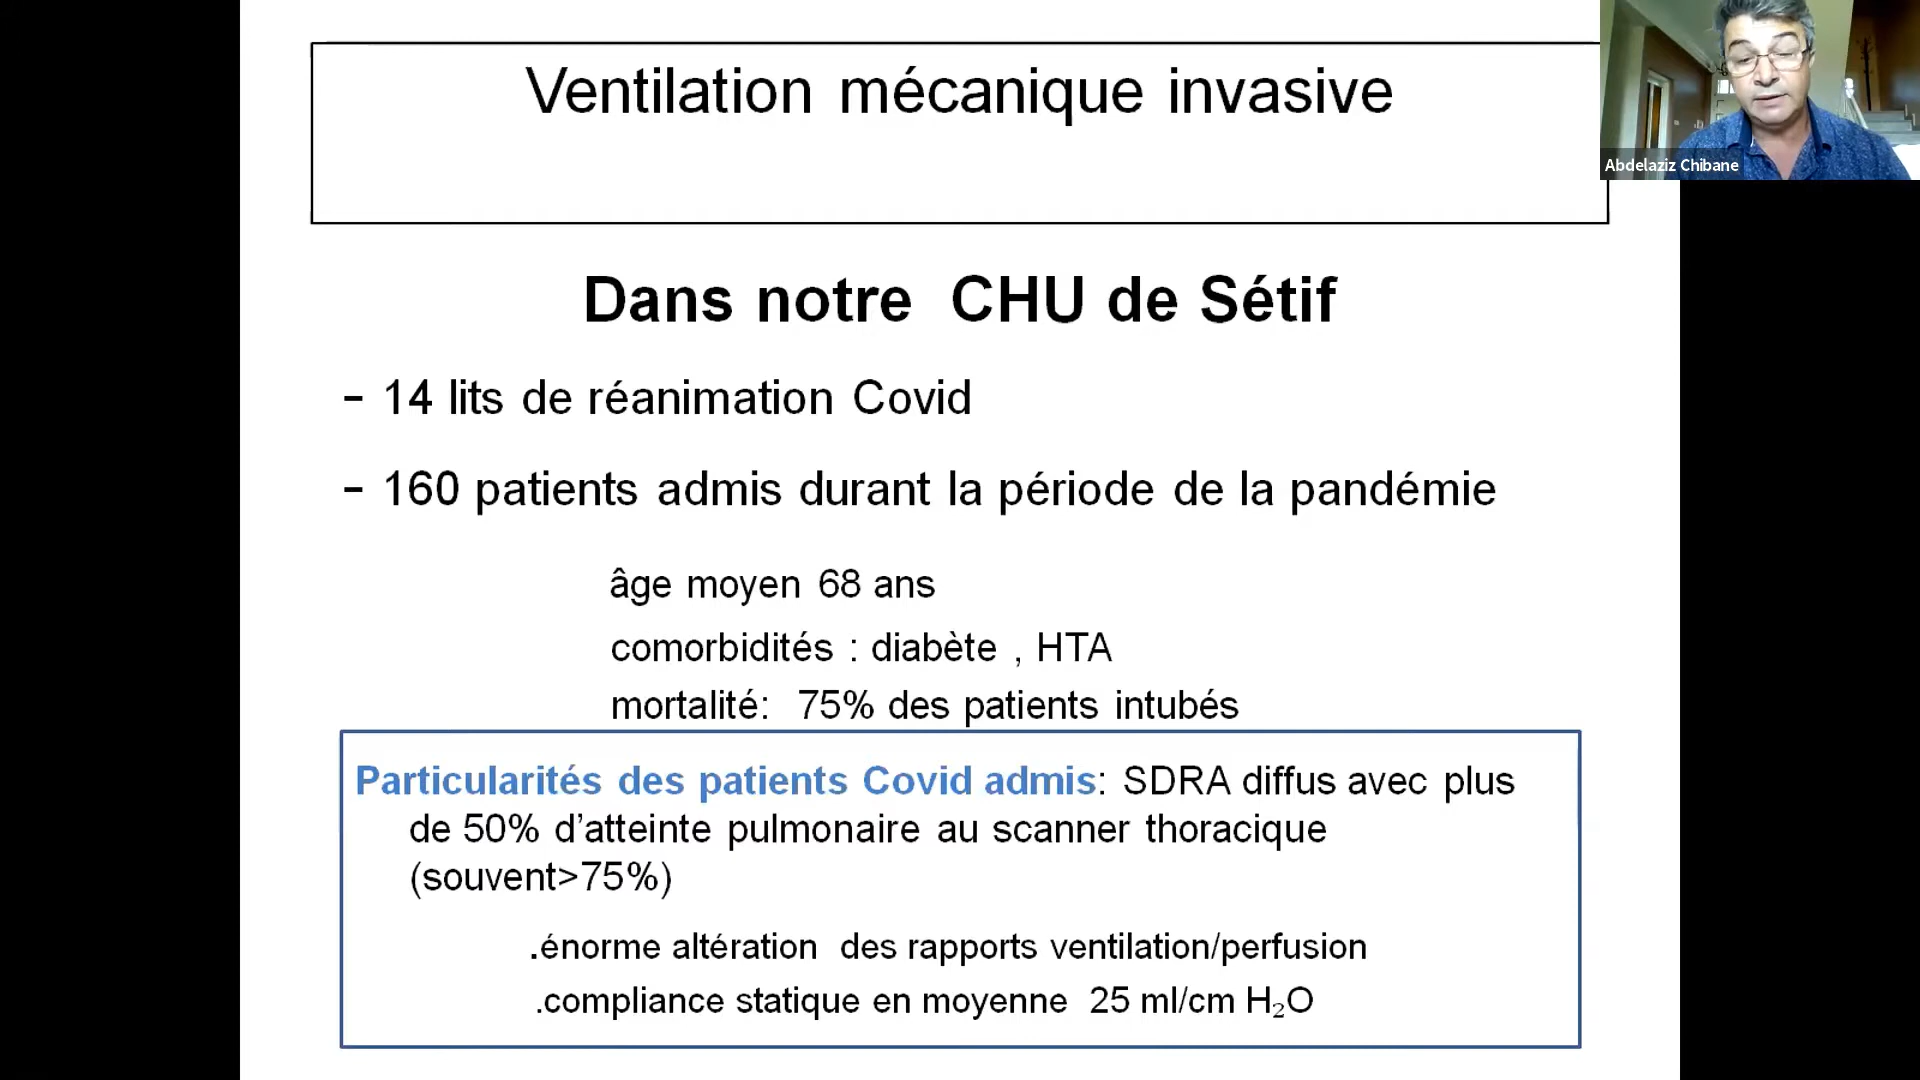 Ventilation mécanique invasive
Abdelaziz Chibane
Dans notre CHU de Sétif
- 14 lits de réanimation Covid
- 160 patients admis durant la période de la pandémie
âge moyen 68 ans
comorbidités : diabète , HTA
mortalité: 75% des patients intubés
Particularités des patients Covid admis: SDRA diffus avec plus
de 50% d’atteinte pulmonaire au scanner thoracique
(souvent>75%)
.énorme altération des rapports ventilation/perfusion
.compliance statique en moyenne 25 ml/cm H₂O